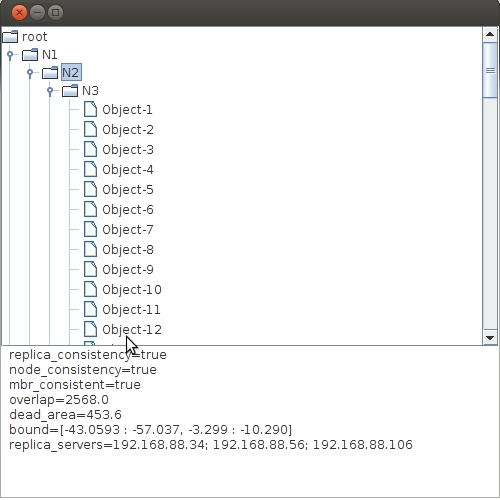 root
N1
N2
N3
Object-1
Object-2
Object-3
Object-4
Object-5
Object-6
Object-7
Object-8
Object-9
Object-10
Object-11
Object-12
replica_consistency=true
node_consistency=true
mbr_consistent=true
overlap=2568.0
dead_area=453.6
bound=[-43.0593 : -57.037, -3.299 : -10.290]
replica_servers=192.168.88.34; 192.168.88.56; 192.168.88.106